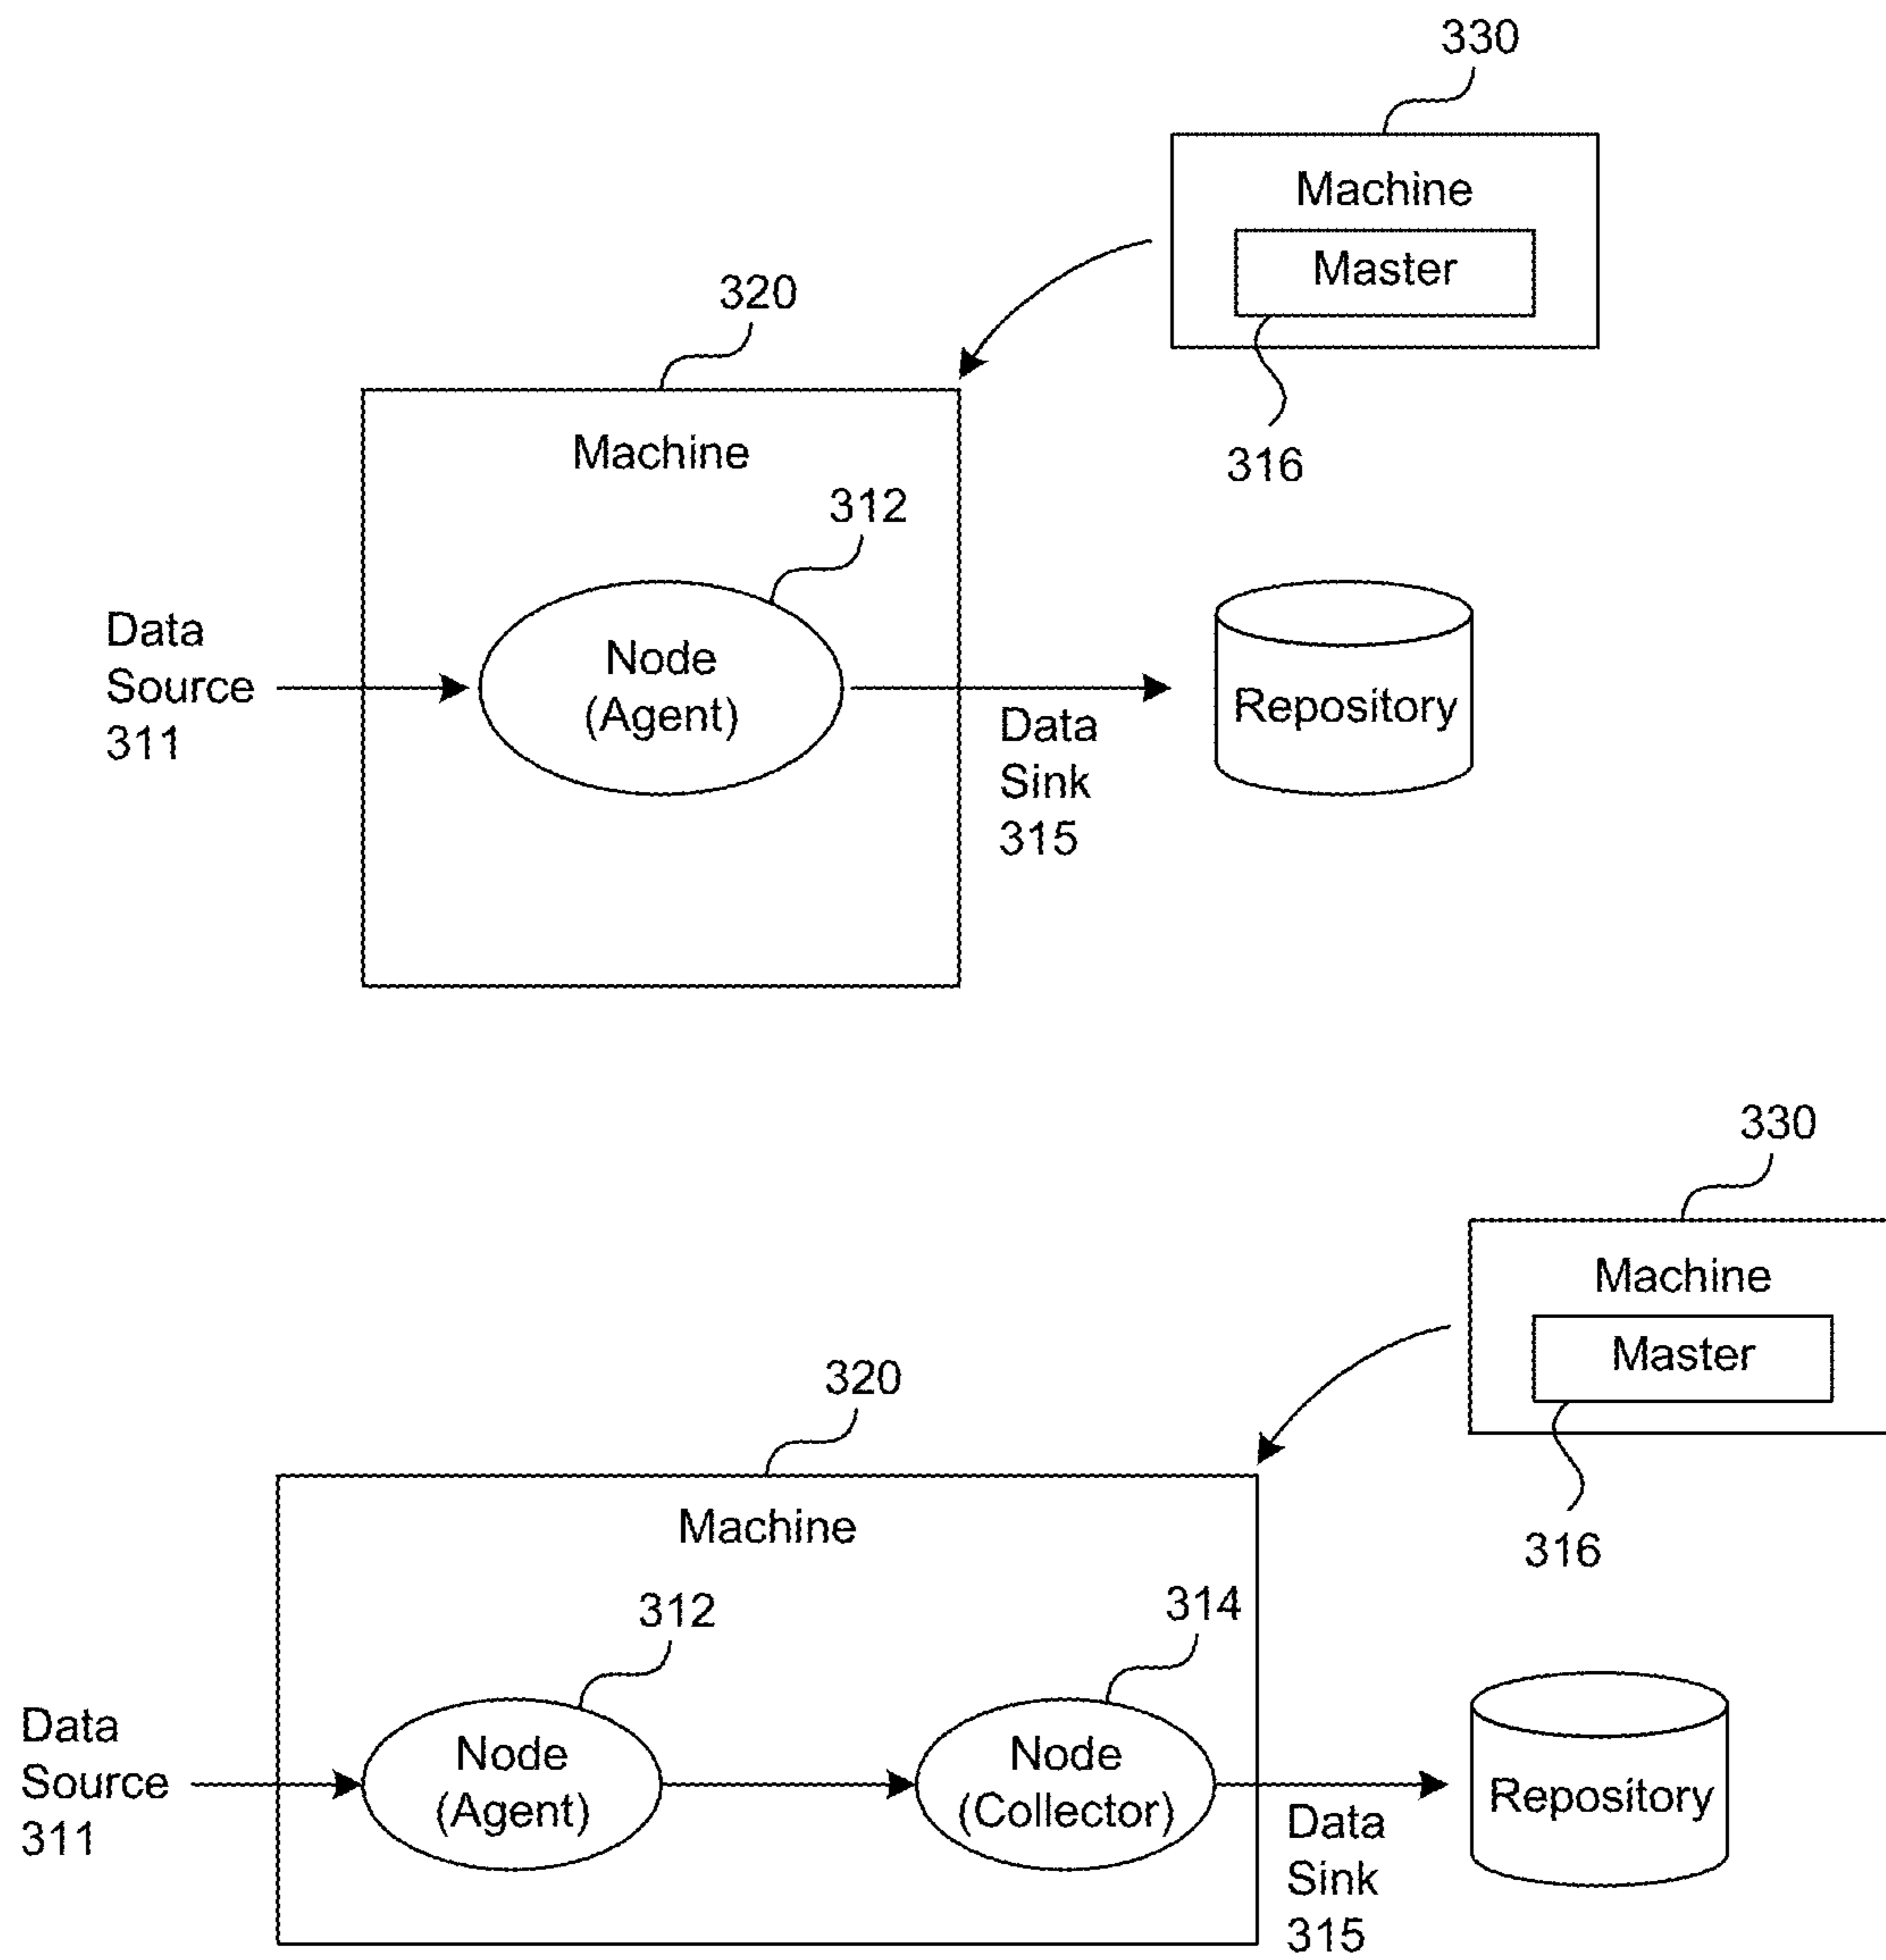 330
Machine
Master
320
316
Machine
312
Data
Source
311
Node
(Agent)
Data
Sink
315
Repository
330
Machine
Master
320
316
Machine
312
314
Data
Source
311
Node
(Agent)
Node
(Collector)
Data
Sink
315
Repository